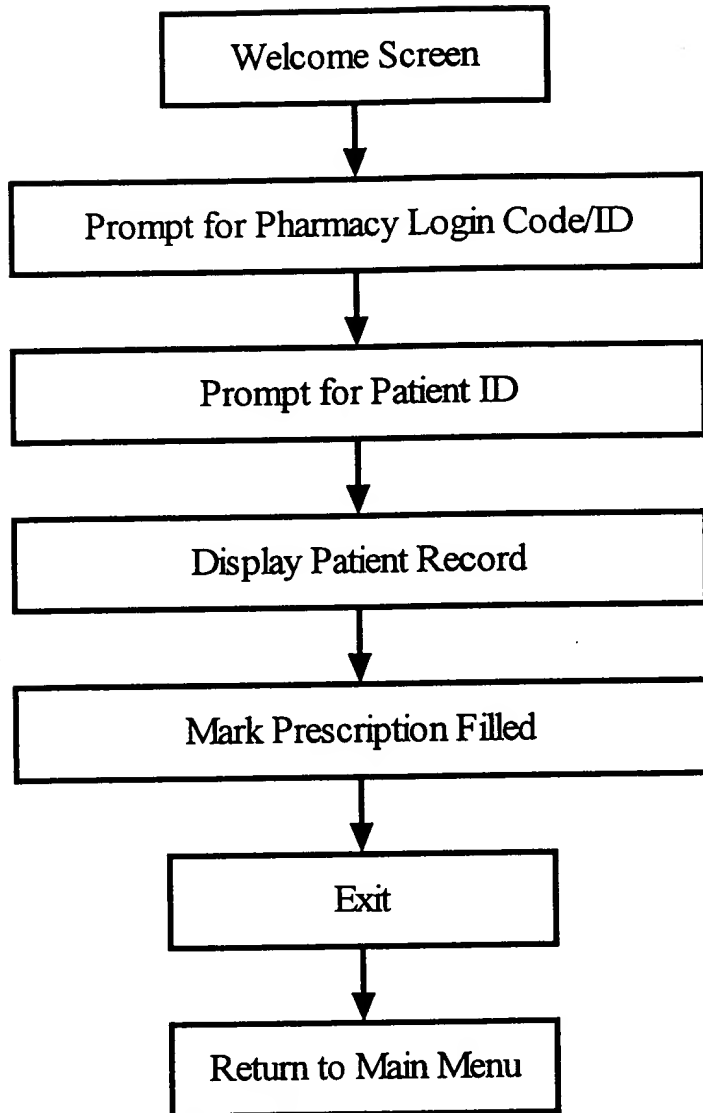 Welcome Screen
Prompt for Pharmacy Login Code/ID
Prompt for Patient ID
Display Patient Record
Mark Prescription Filled
Exit
Return to Main Menu